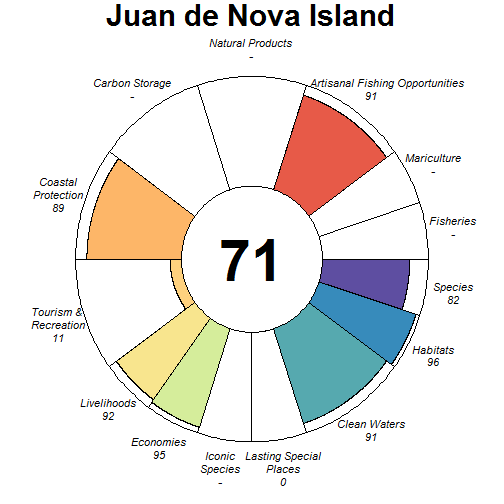 Juan de Nova Island
Natural Products
-
Artisanal Fishing Opportunities
91
Carbon Storage
-
Mariculture
-
Coastal
Protection
89
Fisheries
-
71
Species
82
Tourism &
Recreation
11
Habitats
96
Livelihoods
92
Clean Waters
91
Economies
95
Iconic
Species
-
Lasting Special
Places
0